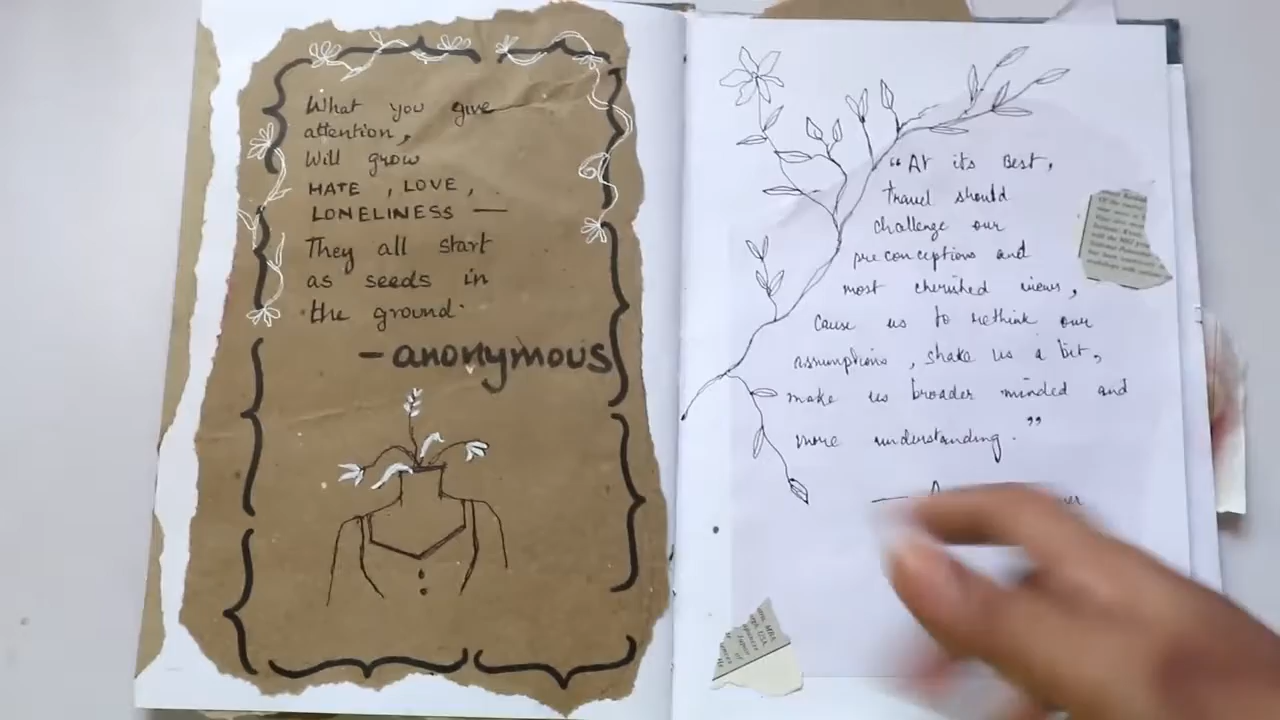 What you give
attention,
Will grow
HATE , LOVE ,
LONELINESS —
They all start
as seeds in
the ground.
- anonymous
"At its Best,
travel should
challenge our
preconceptions and
most cherished views,
Cause us to rethink our
assumptions, shake us a bit,
make us broader minded and
more understanding."